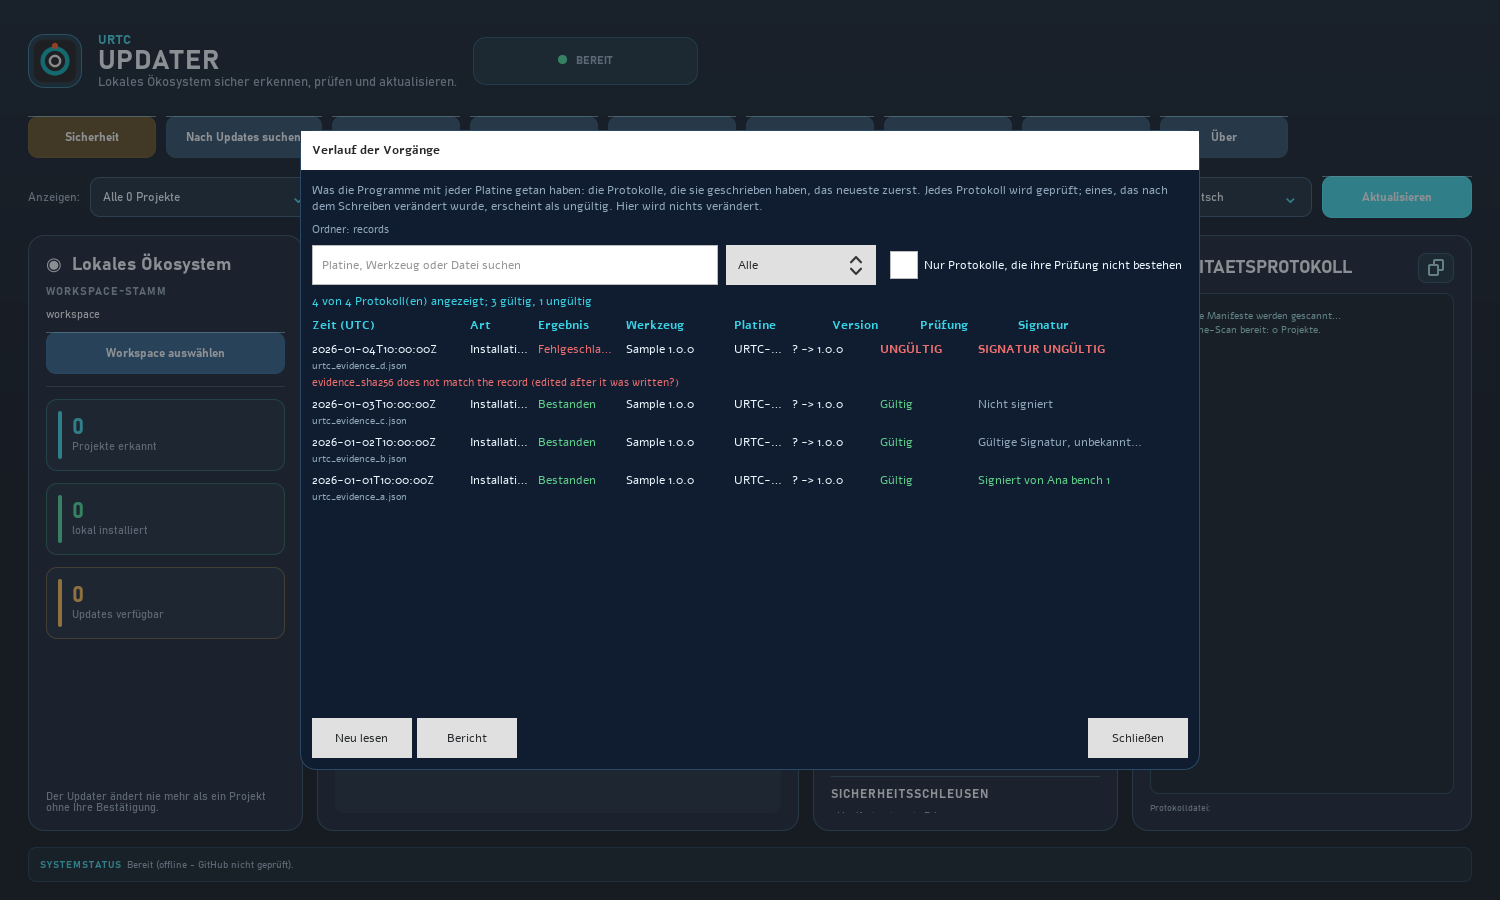 URTC
UPDATER
Lokales Ökosystem sicher erkennen, prüfen und aktualisieren.
BEREIT
Sicherheit
Nach Updates suchen
Über
Anzeigen:
Alle 0 Projekte
tsch
Aktualisieren
Lokales Ökosystem
WORKSPACE-STAMM
workspace
Workspace auswählen
0
Projekte erkannt
0
lokal installiert
0
Updates verfügbar
Der Updater ändert nie mehr als ein Projekt
ohne Ihre Bestätigung.
Verlauf der Vorgänge
Was die Programme mit jeder Platine getan haben: die Protokolle, die sie geschrieben haben, das neueste zuerst. Jedes Protokoll wird geprüft; eines, das nach
dem Schreiben verändert wurde, erscheint als ungültig. Hier wird nichts verändert.
Ordner: records
Platine, Werkzeug oder Datei suchen
Alle
Nur Protokolle, die ihre Prüfung nicht bestehen
4 von 4 Protokoll(en) angezeigt; 3 gültig, 1 ungültig
Zeit (UTC) Art Ergebnis Werkzeug Platine Version Prüfung Signatur
2026-01-04T10:00:00Z Installati... Fehlgeschla... Sample 1.0.0 URTC-... ? -> 1.0.0 UNGÜLTIG SIGNATUR UNGÜLTIG
urtc_evidence_d.json
evidence_sha256 does not match the record (edited after it was written?)
2026-01-03T10:00:00Z Installati... Bestanden Sample 1.0.0 URTC-... ? -> 1.0.0 Gültig Nicht signiert
urtc_evidence_c.json
2026-01-02T10:00:00Z Installati... Bestanden Sample 1.0.0 URTC-... ? -> 1.0.0 Gültig Gültige Signatur, unbekannt...
urtc_evidence_b.json
2026-01-01T10:00:00Z Installati... Bestanden Sample 1.0.0 URTC-... ? -> 1.0.0 Gültig Signiert von Ana bench 1
urtc_evidence_a.json
Neu lesen
Bericht
Schließen
SICHERHEITSSCHLEUSEN
ITAETSPROTOKOLL
e Manifeste werden gescannt...
ne-Scan bereit: 0 Projekte.
Protokolldatei:
SYSTEMSTATUS Bereit (offline - GitHub nicht geprüft).